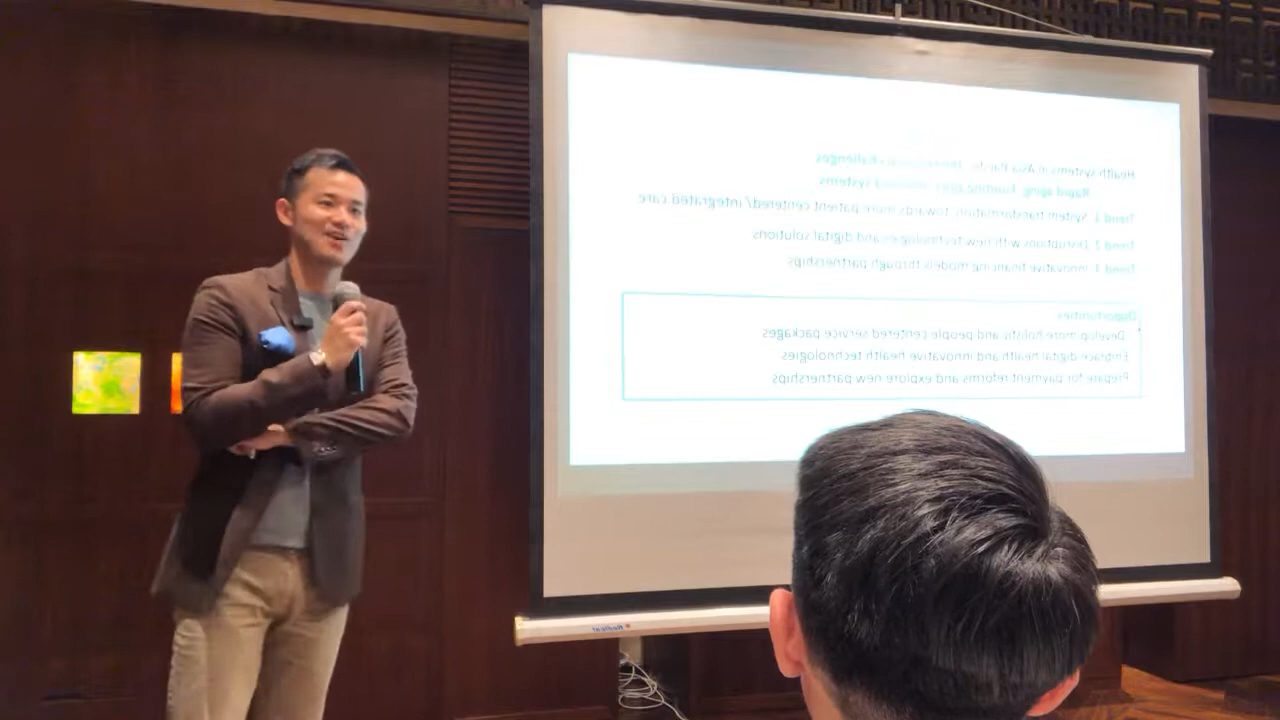 Health systems in Asia Pacific: challenges
Rapid aging, systems
Trend 1. System transformation: towards more patient centered/integrated care
Trend 2. Disruptions with new technologies and digital solutions
Trend 3. Innovative financing models through partnerships
Opportunities
Develop more holistic and people centered service packages
Embrace digital health and innovative health technologies
Prepare for payment reforms and explore new partnerships